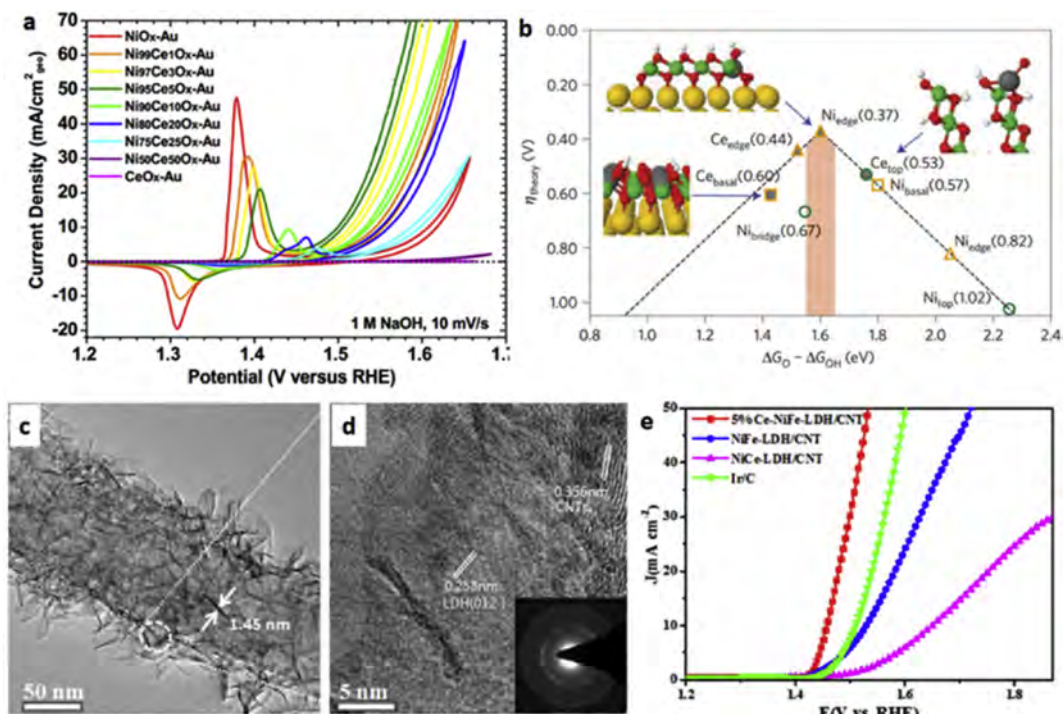 a
70
60
50
40
30
20
10
0
-10
-20
Current Density (mA/cm²geo)
NiOx-Au
Ni99Ce1Ox-Au
Ni97Ce3Ox-Au
Ni95Ce5Ox-Au
Ni90Ce10Ox-Au
Ni80Ce20Ox-Au
Ni75Ce25Ox-Au
Ni50Ce50Ox-Au
CeOx-Au
1 M NaOH, 10 mV/s
1.2 1.3 1.4 1.5 1.6 1.7
Potential (V versus RHE)
b
0.00
0.20
0.40
0.60
0.80
1.00
ηtheory (V)
Niedge(0.37)
Ceedge(0.44)
Cetop(0.53)
Cebasal(0.60)
Nibasal(0.57)
Nibridge(0.67)
Niedge(0.82)
Nitop(1.02)
0.8 1.0 1.2 1.4 1.6 1.8 2.0 2.2 2.4
ΔGO − ΔGOH (eV)
c
1.45 nm
50 nm
d
0.356nm
CNTs
LDH(012)
5 nm
e
50
40
30
20
10
0
J(mA cm-2)
5%Ce-NiFe-LDH/CNT
NiFe-LDH/CNT
NiCe-LDH/CNT
Ir/C
1.2 1.4 1.6 1.8
E(V vs. RHE)